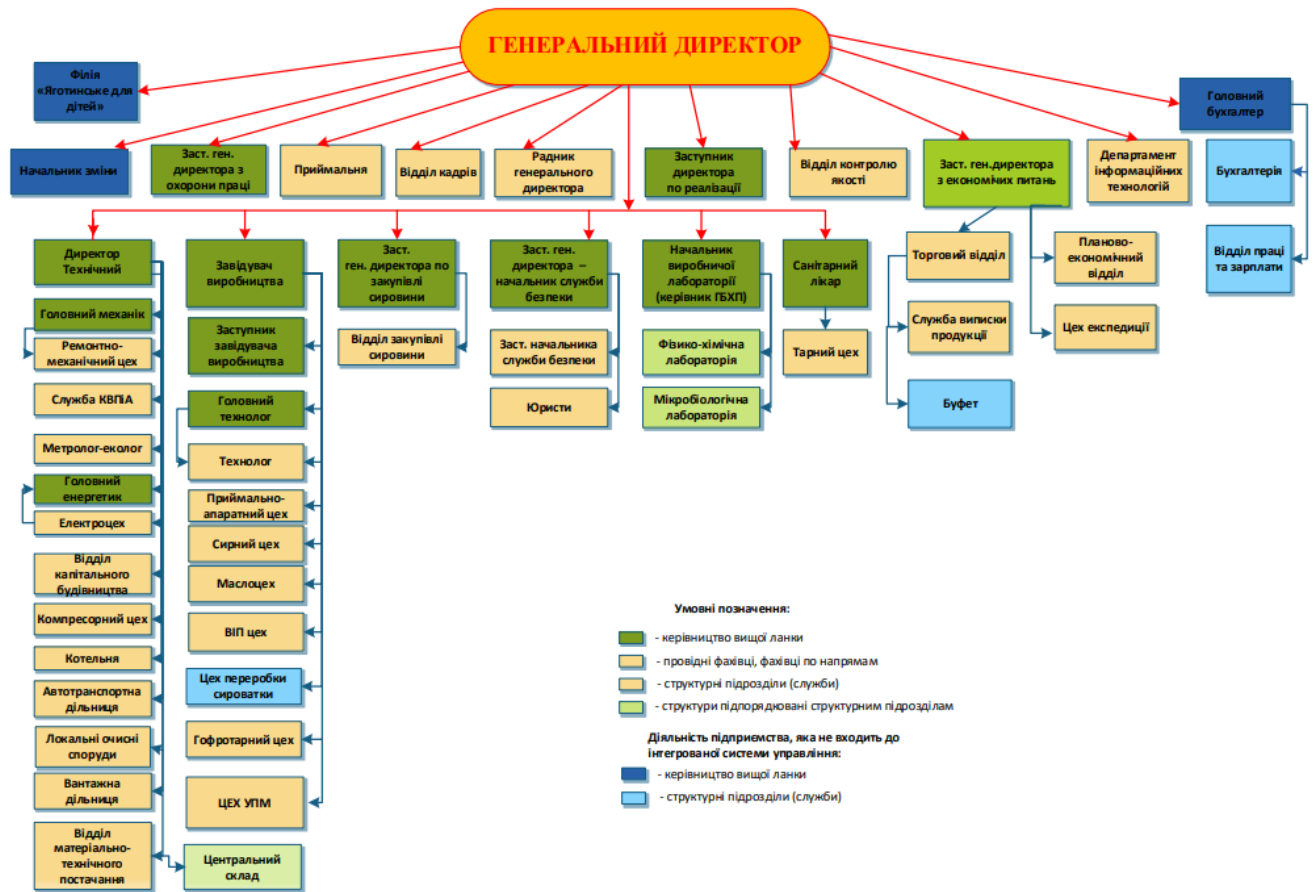 ГЕНЕРАЛЬНИЙ ДИРЕКТОР
Філія
«Яготинське для
дітей»
Головний
бухгалтер
Начальник зміни
Заст. ген.
директора з
охорони праці
Приймальня
Відділ кадрів
Радник
генерального
директора
Заступник
директора
по реалізації
Відділ контролю
якості
Заст. ген.директора
з економічних питань
Департамент
інформаційних
технологій
Бухгалтерія
Директор
Технічний
Завідувач
виробництва
Заст.
ген. директора по
закупівлі
сировини
Заст. ген.
директора –
начальник служби
безпеки
Начальник
виробничої
лабораторії
(керівник ГБХП)
Санітарний
лікар
Торговий відділ
Планово-
економічний
відділ
Відділ праці
та зарплати
Головний механік
Ремонтно-
механічний цех
Служба КВПіА
Метролог-еколог
Головний
енергетик
Електроцех
Відділ
капітального
будівництва
Компресорний цех
Котельня
Автотранспортна
дільниця
Локальні очисні
споруди
Вантажна
дільниця
Відділ
матеріально-
технічного
постачання
Заступник
завідувача
виробництва
Головний
технолог
Технолог
Приймально-
апаратний цех
Сирний цех
Маслоцех
ВІП цех
Цех переробки
сироватки
Гофротарний цех
ЦЕХ УПМ
Центральний
склад
Відділ закупівлі
сировини
Заст. начальника
служби безпеки
Юристи
Фізико-хімічна
лабораторія
Мікробіологічна
лабораторія
Тарний цех
Служба виписки
продукції
Буфет
Цех експедиції
Умовні позначення:
- керівництво вищої ланки
- провідні фахівці, фахівці по напрямам
- структурні підрозділи (служби)
- структури підпорядковані структурним підрозділам
Діяльність підприємства, яка не входить до
інтегрованої системи управління:
- керівництво вищої ланки
- структурні підрозділи (служби)